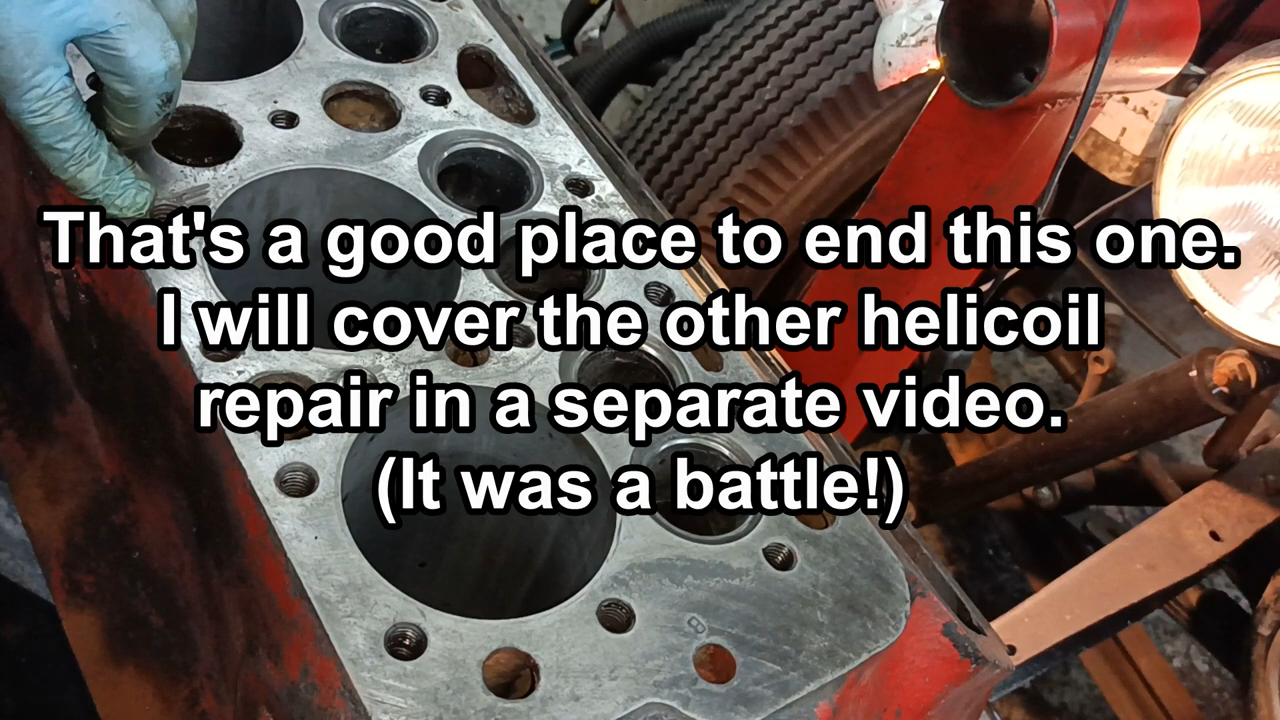 That's a good place to end this one.
I will cover the other helicoil
repair in a separate video.
(It was a battle!)
8